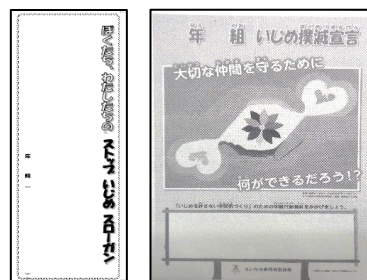 ぼくたち、わたしたちの ストップ いじめ スローガン
年 組
年 組 いじめ撲滅宣言
大切な仲間を守るために
何ができるだろう!?